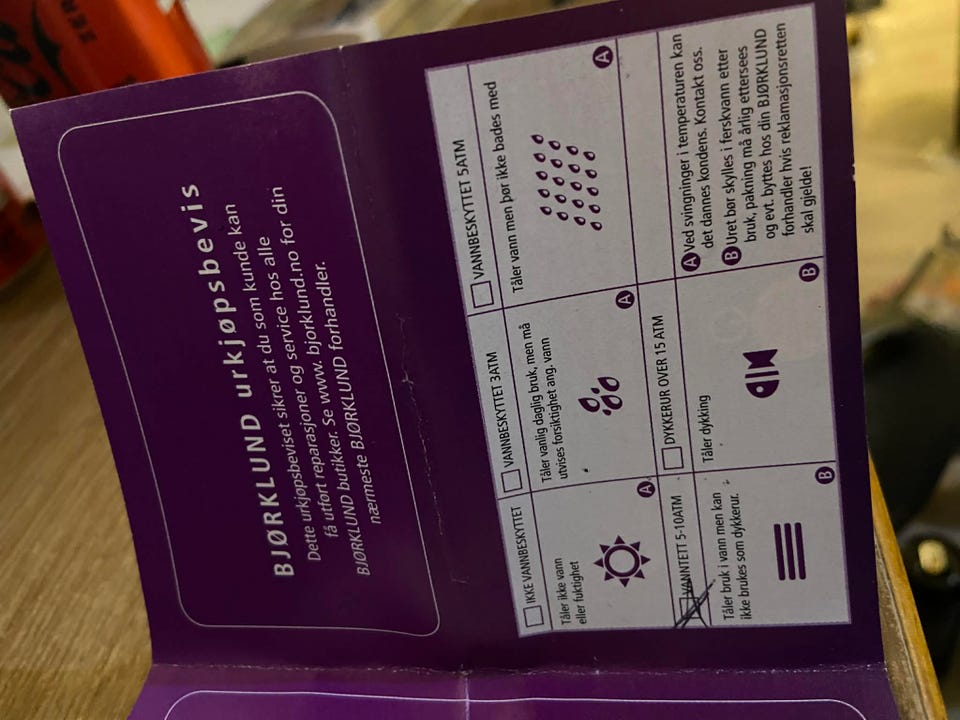 BJØRKLUND urkjøpsbevis
Dette urkjøpsbeviset sikrer at du som kunde kan
få utført reparasjoner og service hos alle
BJØRKLUND butikker. Se www. bjorklund.no for din
nærmeste BJØRKLUND forhandler.
IKKE VANNBESKYTTET
Tåler ikke vann
eller fuktighet
A
VANNBESKYTTET 3ATM
Tåler vanlig daglig bruk, men må
utvises forsiktighet ang. vann
A
VANNBESKYTTET 5ATM
Tåler vann men bør ikke bades med
A
VANNTETT 5-10ATM
Tåler bruk i vann men kan
ikke brukes som dykkerur.
B
DYKKERUR OVER 15 ATM
Tåler dykking
B
A Ved svingninger i temperaturen kan
det dannes kondens. Kontakt oss.
B Uret bør skylles i ferskvann etter
bruk, pakning må årlig ettersees
og evt. byttes hos din BJØRKLUND
forhandler hvis reklamasjonsretten
skal gjelde!